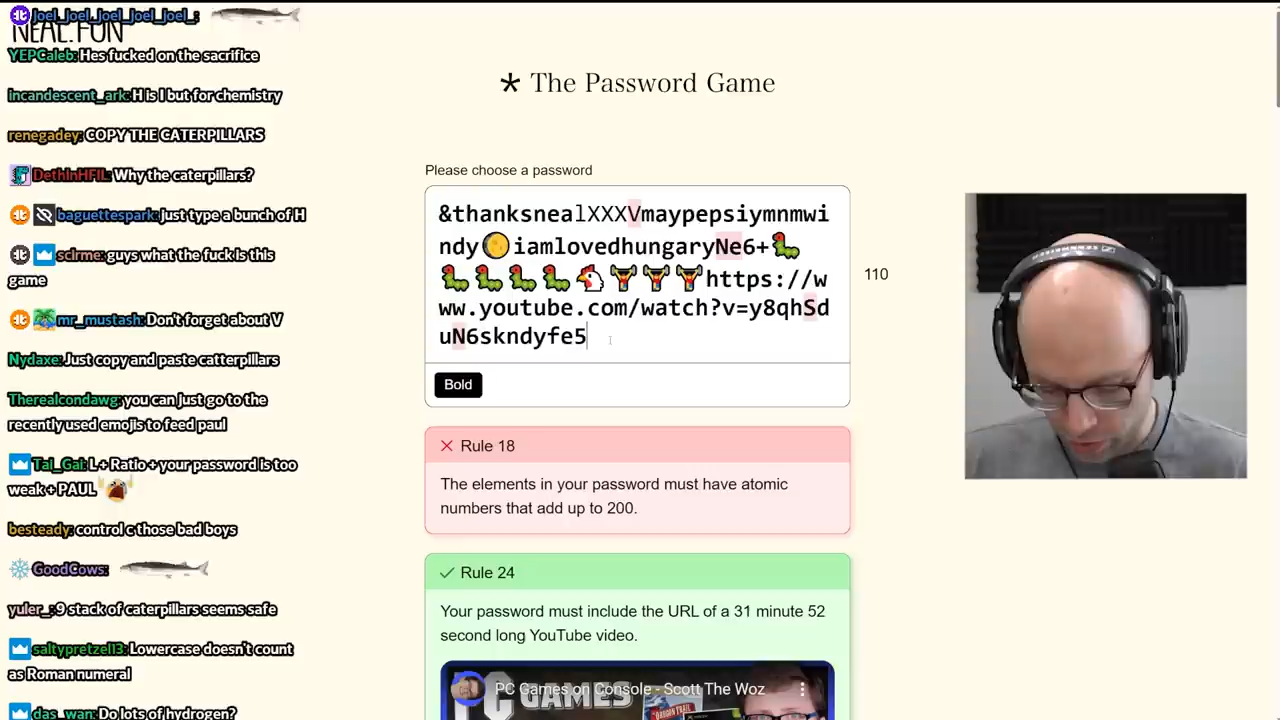 joel_joel_joel_joel_joel_:
NEAL.FUN
YEPCaleb: Hes fucked on the sacrifice
incandescent_ark: H is 1 but for chemistry
renegadey: COPY THE CATERPILLARS
DethInHFIL: Why the caterpillars?
baguettespark: just type a bunch of H
sclrme: guys what the fuck is this
game
mr_mustash: Don't forget about V
Nydaxe: Just copy and paste catterpillars
Therealcondawg: you can just go to the
recently used emojis to feed paul
Tai_Gai: L + Ratio + your password is too
weak + PAUL
besteady: control c those bad boys
GoodCows:
yuler_: 9 stack of caterpillars seems safe
saltypretzel13: Lowercase doesn't count
as Roman numeral
das_wan: Do lots of hydrogen?
* The Password Game
Please choose a password
&thanksnealXXXVmaypepsiymnmwi
ndy🌕iamlovedhungaryNe6+🐛
🐛🐛🐛🐛🐔🏋️🏋️🏋️https://w
ww.youtube.com/watch?v=y8qhSd
uN6skndyfe5
110
Bold
Rule 18
The elements in your password must have atomic
numbers that add up to 200.
Rule 24
Your password must include the URL of a 31 minute 52
second long YouTube video.
PC Games on Console - Scott The Woz
PC GAMES